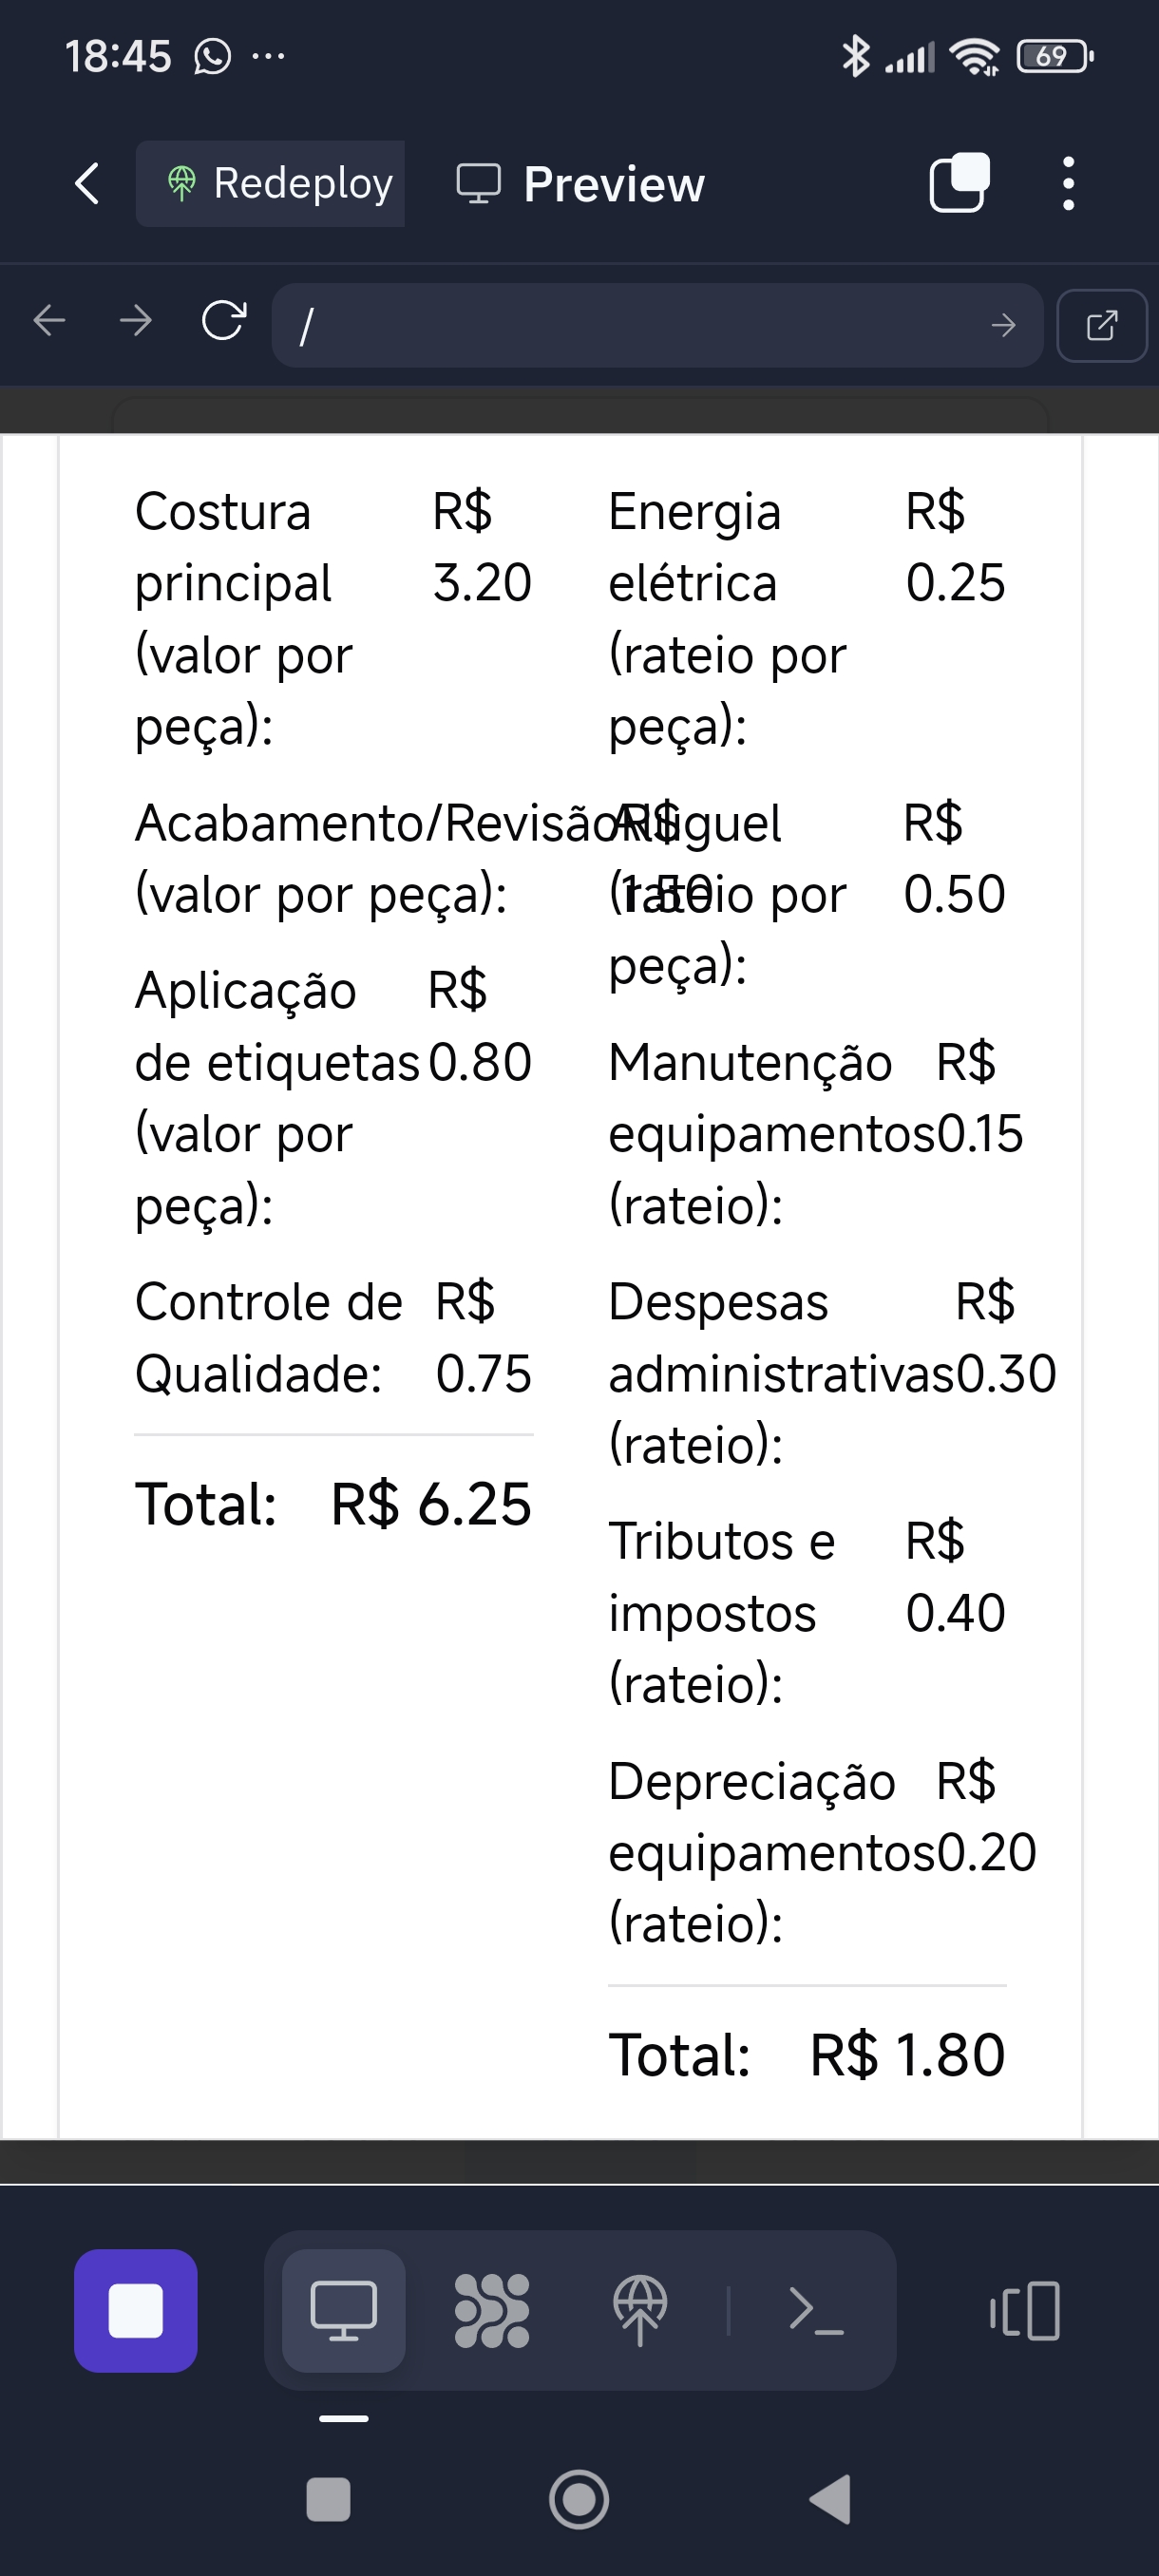 18:45
69
Redeploy
Preview
/
Costura
principal
(valor por
peça):
R$
3.20
Acabamento/Revisão
(valor por peça):
R$
1.50
Aplicação
de etiquetas
(valor por
peça):
R$
0.80
Controle de
Qualidade:
R$
0.75
Total: R$ 6.25
Energia
elétrica
(rateio por
peça):
R$
0.25
Aluguel
(rateio por
peça):
R$
0.50
Manutenção
equipamentos
(rateio):
R$
0.15
Despesas
administrativas
(rateio):
R$
0.30
Tributos e
impostos
(rateio):
R$
0.40
Depreciação
equipamentos
(rateio):
R$
0.20
Total: R$ 1.80